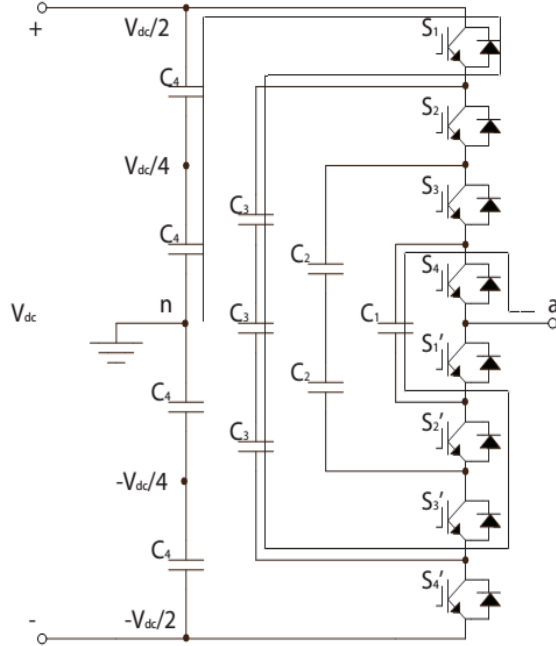 Vdc/2
+
S1
C4
S2
Vdc/4
S3
C3
C4
C2
S4
n
a
Vdc
C3
C1
S1'
C2
C4
S2'
C3
-Vdc/4
S3'
C4
S4'
-
-Vdc/2